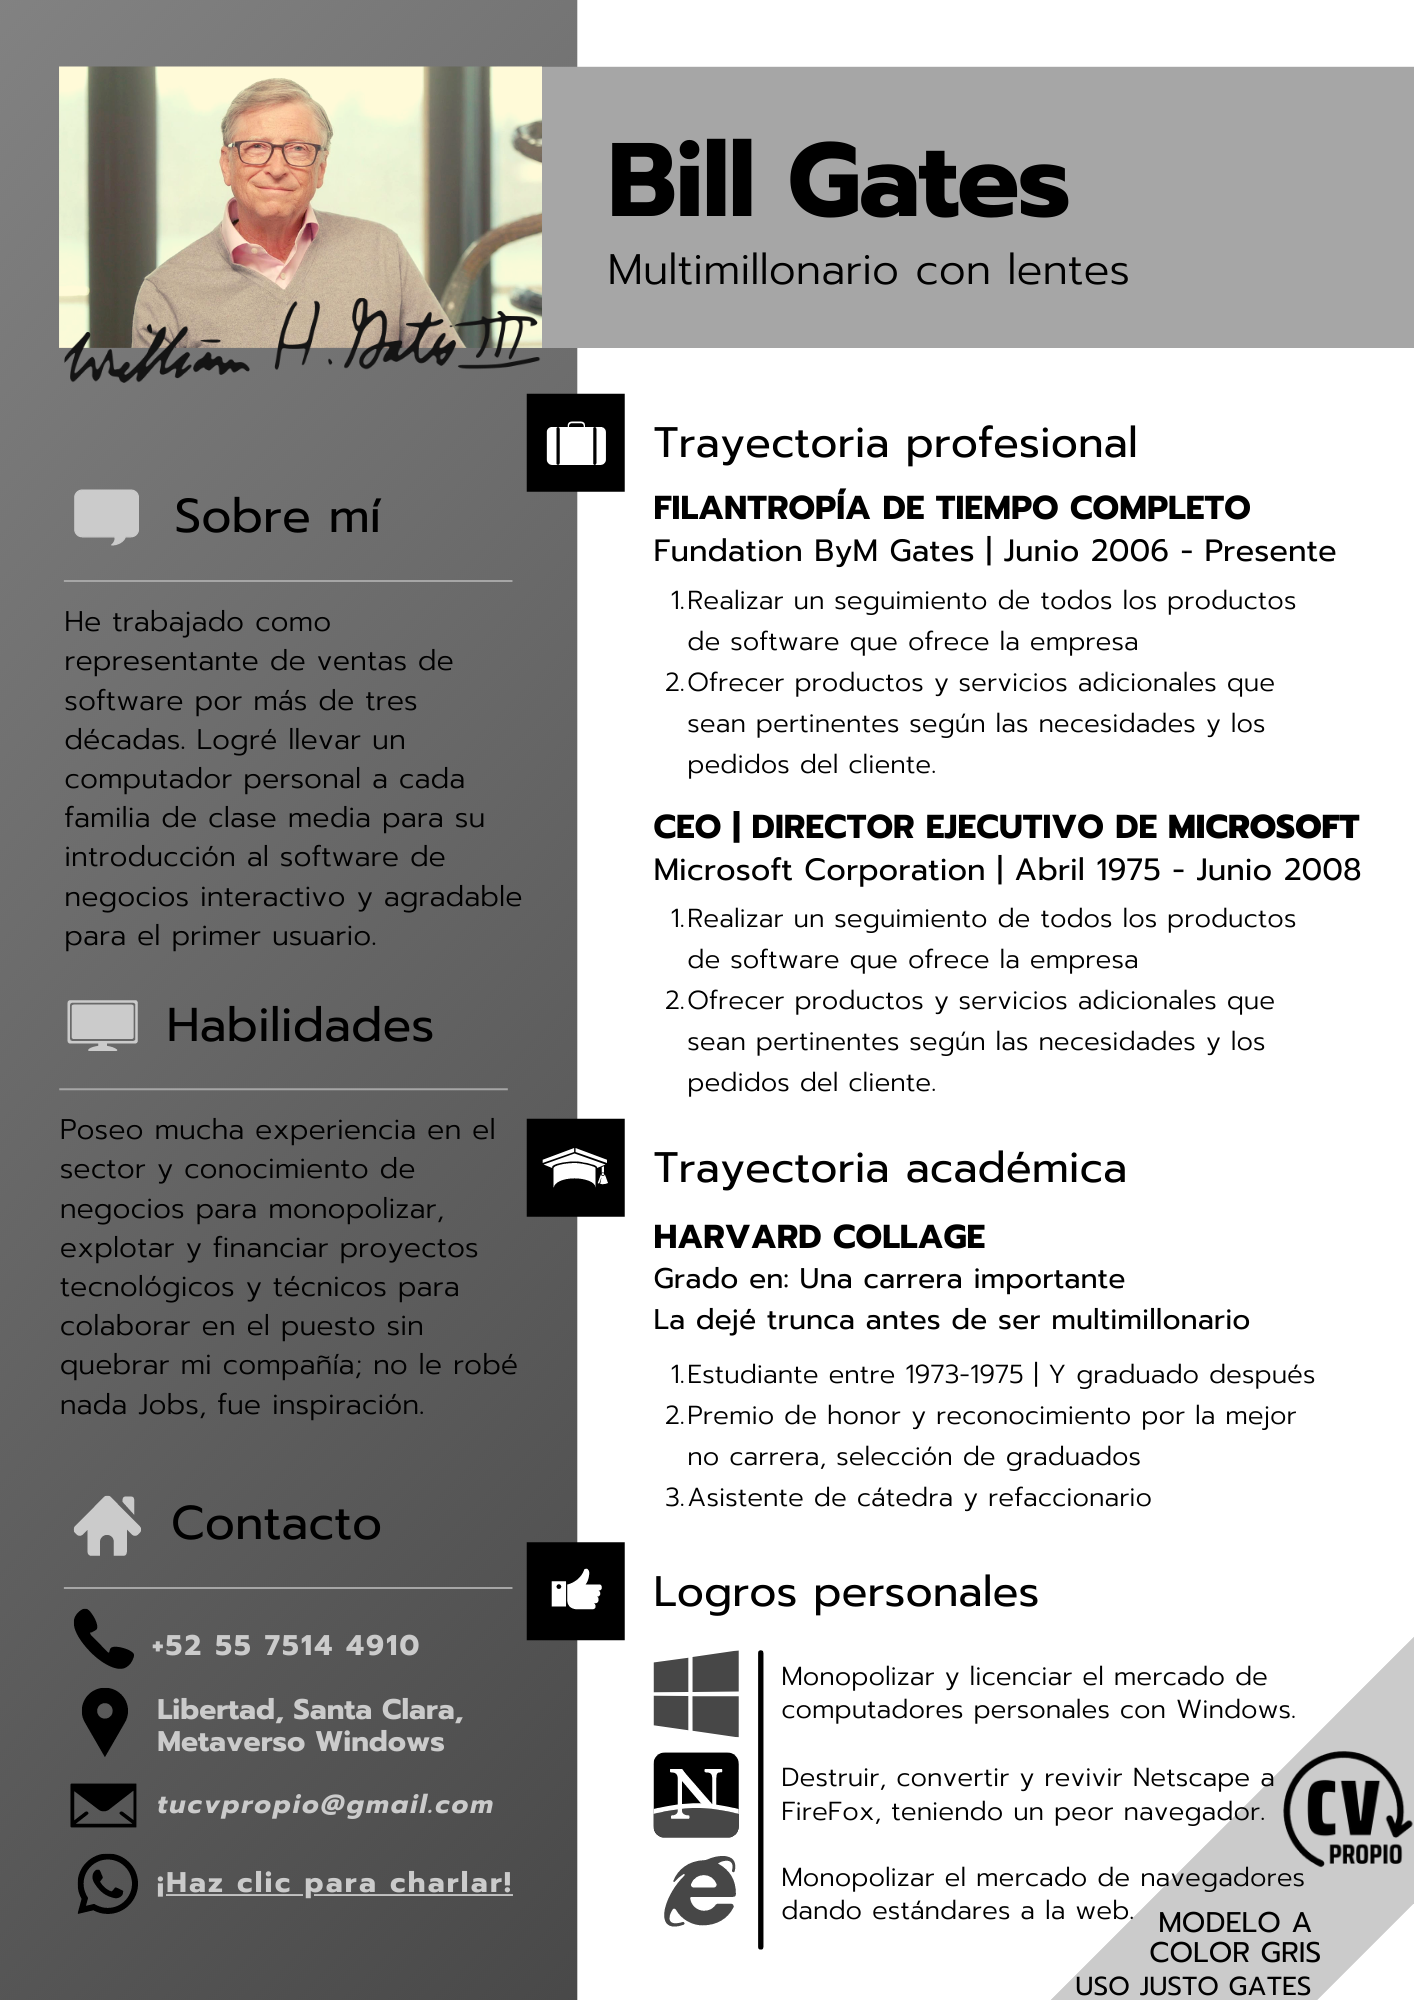 Bill Gates
Multimillonario con lentes
William H. Gates III
Sobre mí
He trabajado como
representante de ventas de
software por más de tres
décadas. Logré llevar un
computador personal a cada
familia de clase media para su
introducción al software de
negocios interactivo y agradable
para el primer usuario.
Habilidades
Poseo mucha experiencia en el
sector y conocimiento de
negocios para monopolizar,
explotar y financiar proyectos
tecnológicos y técnicos para
colaborar en el puesto sin
quebrar mi compañía; no le robé
nada Jobs, fue inspiración.
Contacto
+52 55 7514 4910
Libertad, Santa Clara,
Metaverso Windows
tucvpropio@gmail.com
¡Haz clic para charlar!
Trayectoria profesional
FILANTROPÍA DE TIEMPO COMPLETO
Fundation ByM Gates | Junio 2006 - Presente
1.Realizar un seguimiento de todos los productos
de software que ofrece la empresa
2.Ofrecer productos y servicios adicionales que
sean pertinentes según las necesidades y los
pedidos del cliente.
CEO | DIRECTOR EJECUTIVO DE MICROSOFT
Microsoft Corporation | Abril 1975 - Junio 2008
1.Realizar un seguimiento de todos los productos
de software que ofrece la empresa
2.Ofrecer productos y servicios adicionales que
sean pertinentes según las necesidades y los
pedidos del cliente.
Trayectoria académica
HARVARD COLLAGE
Grado en: Una carrera importante
La dejé trunca antes de ser multimillonario
1.Estudiante entre 1973-1975 | Y graduado después
2.Premio de honor y reconocimiento por la mejor
no carrera, selección de graduados
3.Asistente de cátedra y refaccionario
Logros personales
Monopolizar y licenciar el mercado de
computadores personales con Windows.
N
Destruir, convertir y revivir Netscape a
FireFox, teniendo un peor navegador.
Monopolizar el mercado de navegadores
dando estándares a la web.
CV
PROPIO
MODELO A
COLOR GRIS
USO JUSTO GATES